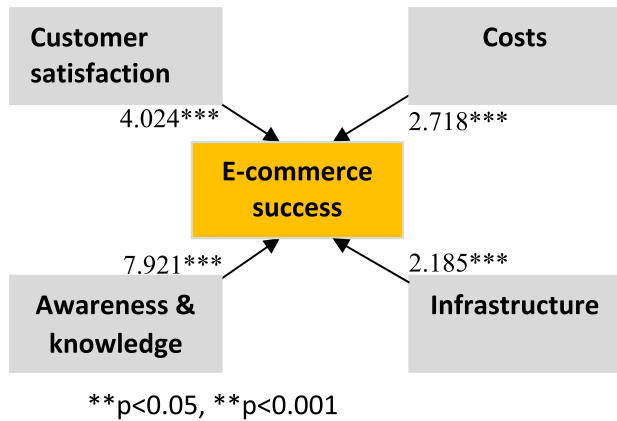 Customer
satisfaction
Costs
4.024***
2.718***
E-commerce
success
7.921***
2.185***
Awareness &
knowledge
Infrastructure
**p<0.05, **p<0.001